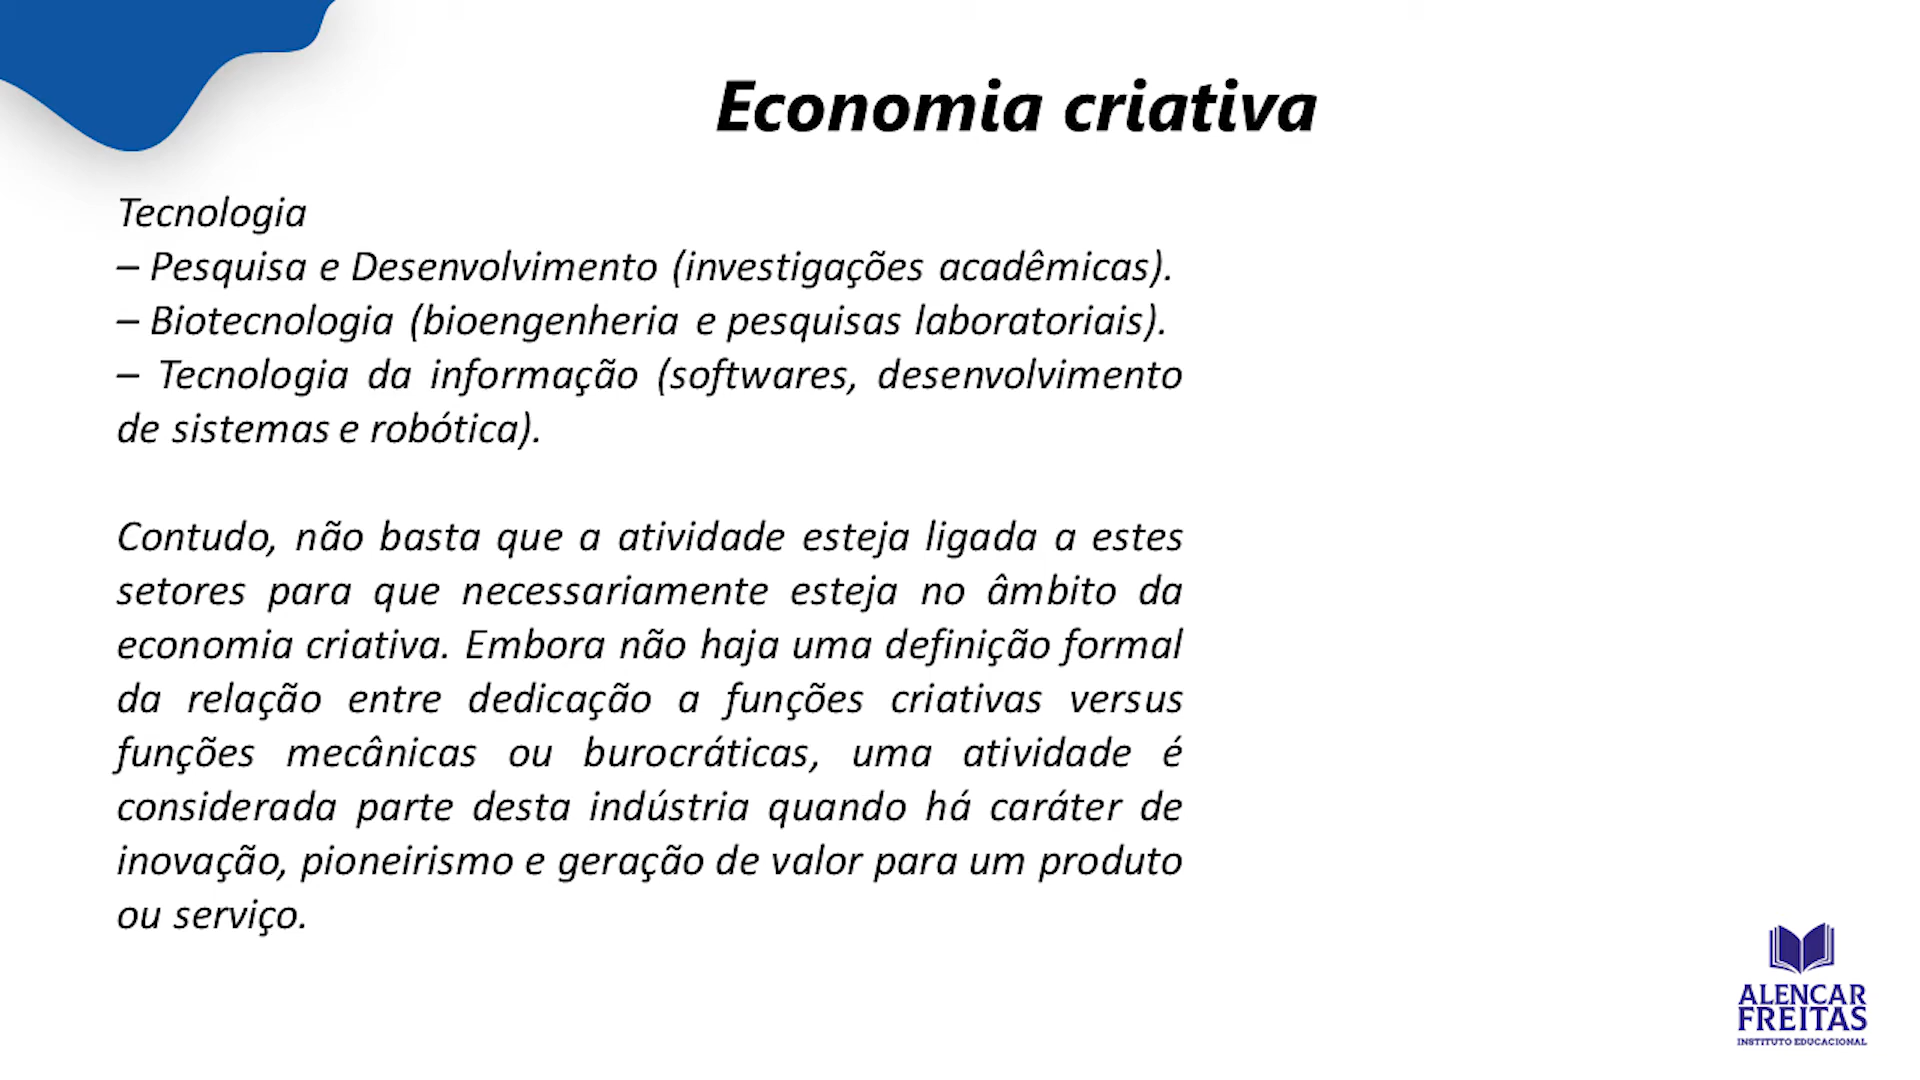 Economia criativa
Tecnologia
– Pesquisa e Desenvolvimento (investigações acadêmicas).
– Biotecnologia (bioengenheria e pesquisas laboratoriais).
– Tecnologia da informação (softwares, desenvolvimento
de sistemas e robótica).
Contudo, não basta que a atividade esteja ligada a estes
setores para que necessariamente esteja no âmbito da
economia criativa. Embora não haja uma definição formal
da relação entre dedicação a funções criativas versus
funções mecânicas ou burocráticas, uma atividade é
considerada parte desta indústria quando há caráter de
inovação, pioneirismo e geração de valor para um produto
ou serviço.
ALENCAR
FREITAS
INSTITUTO EDUCACIONAL